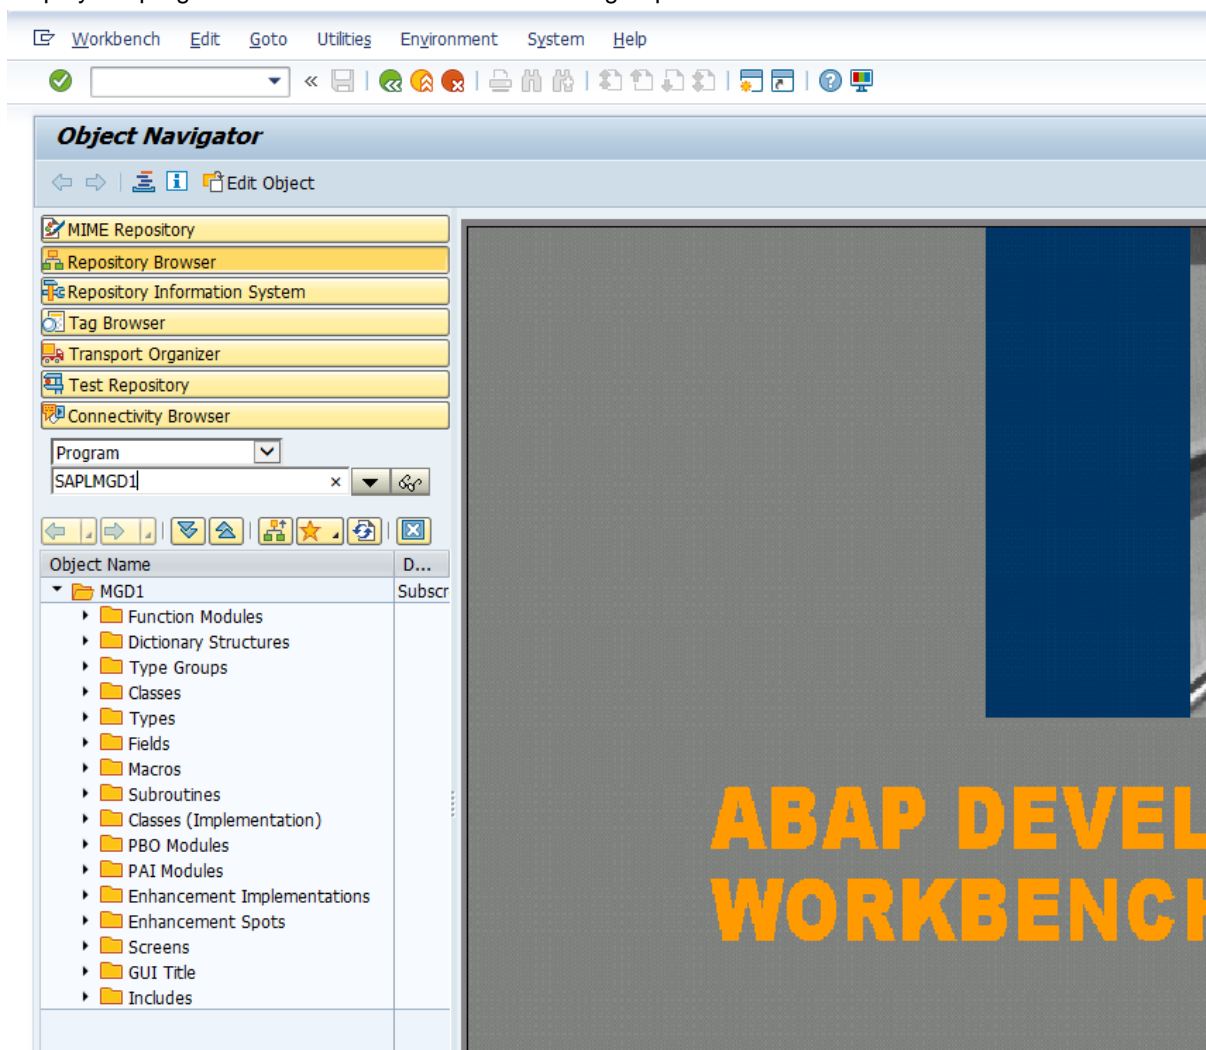 Workbench Edit Goto Utilities Environment System Help
Object Navigator
Edit Object
MIME Repository
Repository Browser
Repository Information System
Tag Browser
Transport Organizer
Test Repository
Connectivity Browser
Program
SAPLMGD1
Object Name D...
MGD1 Subscr
Function Modules
Dictionary Structures
Type Groups
Classes
Types
Fields
Macros
Subroutines
Classes (Implementation)
PBO Modules
PAI Modules
Enhancement Implementations
Enhancement Spots
Screens
GUI Title
Includes
ABAP DEVEL
WORKBENCH